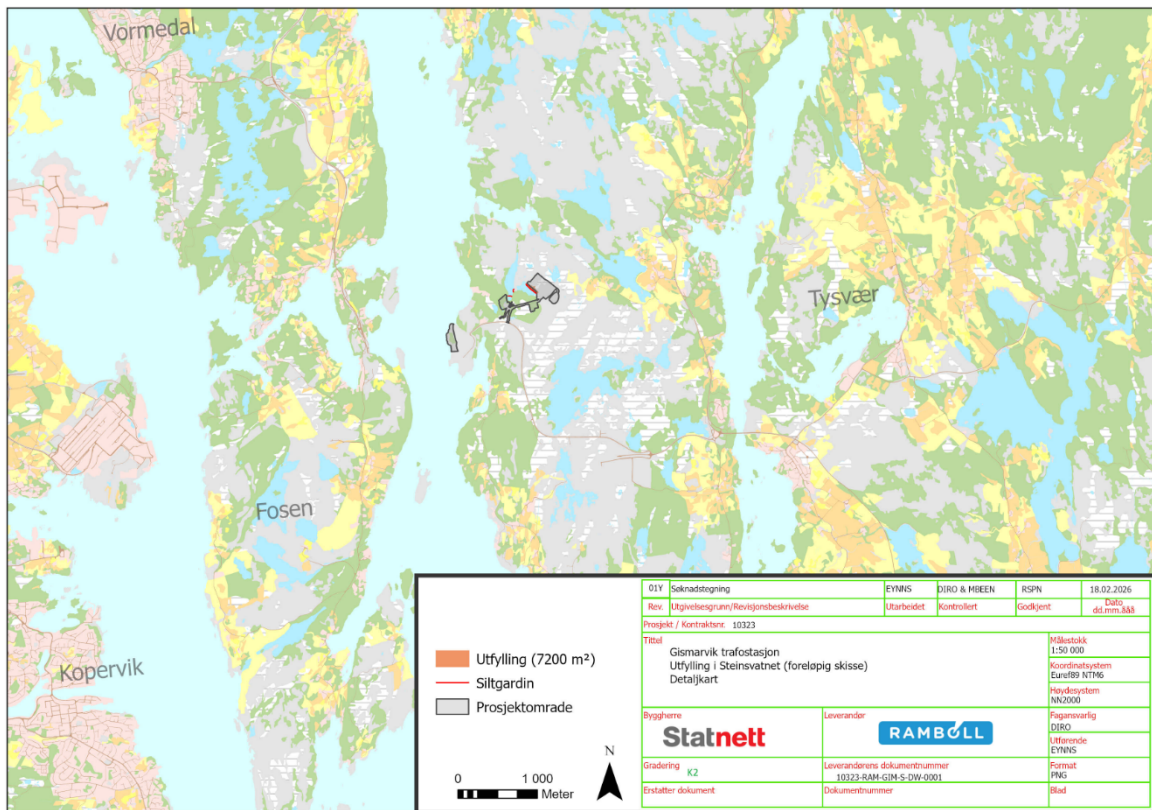 Vormedal
Tysvær
Fosen
Kopervik
Utfylling (7200 m²)
Siltgardin
Prosjektomrade
N
0 1 000
Meter
01Y Søknadstegning EYNNS DIRO & MBEEN RSPN 18.02.2026
Rev. Utgivelsesgrunn/Revisjonsbeskrivelse Utarbeidet Kontrollert Godkjent Dato
dd.mm.ååå
Prosjekt / Kontraktsnr. 10323
Tittel
Gismarvik trafostasjon
Utfylling i Steinsvatnet (foreløpig skisse)
Detaljkart
Målestokk
1:50 000
Koordinatsystem
Euref89 NTM6
Høydesystem
NN2000
Byggherre
Statnett
Leverandør
RAMBOLL
Fagansvarlig
DIRO
Utførende
EYNNS
Gradering
K2
Leverandørens dokumentnummer
10323-RAM-GIM-S-DW-0001
Format
PNG
Erstatter dokument
Dokumentnummer
Blad